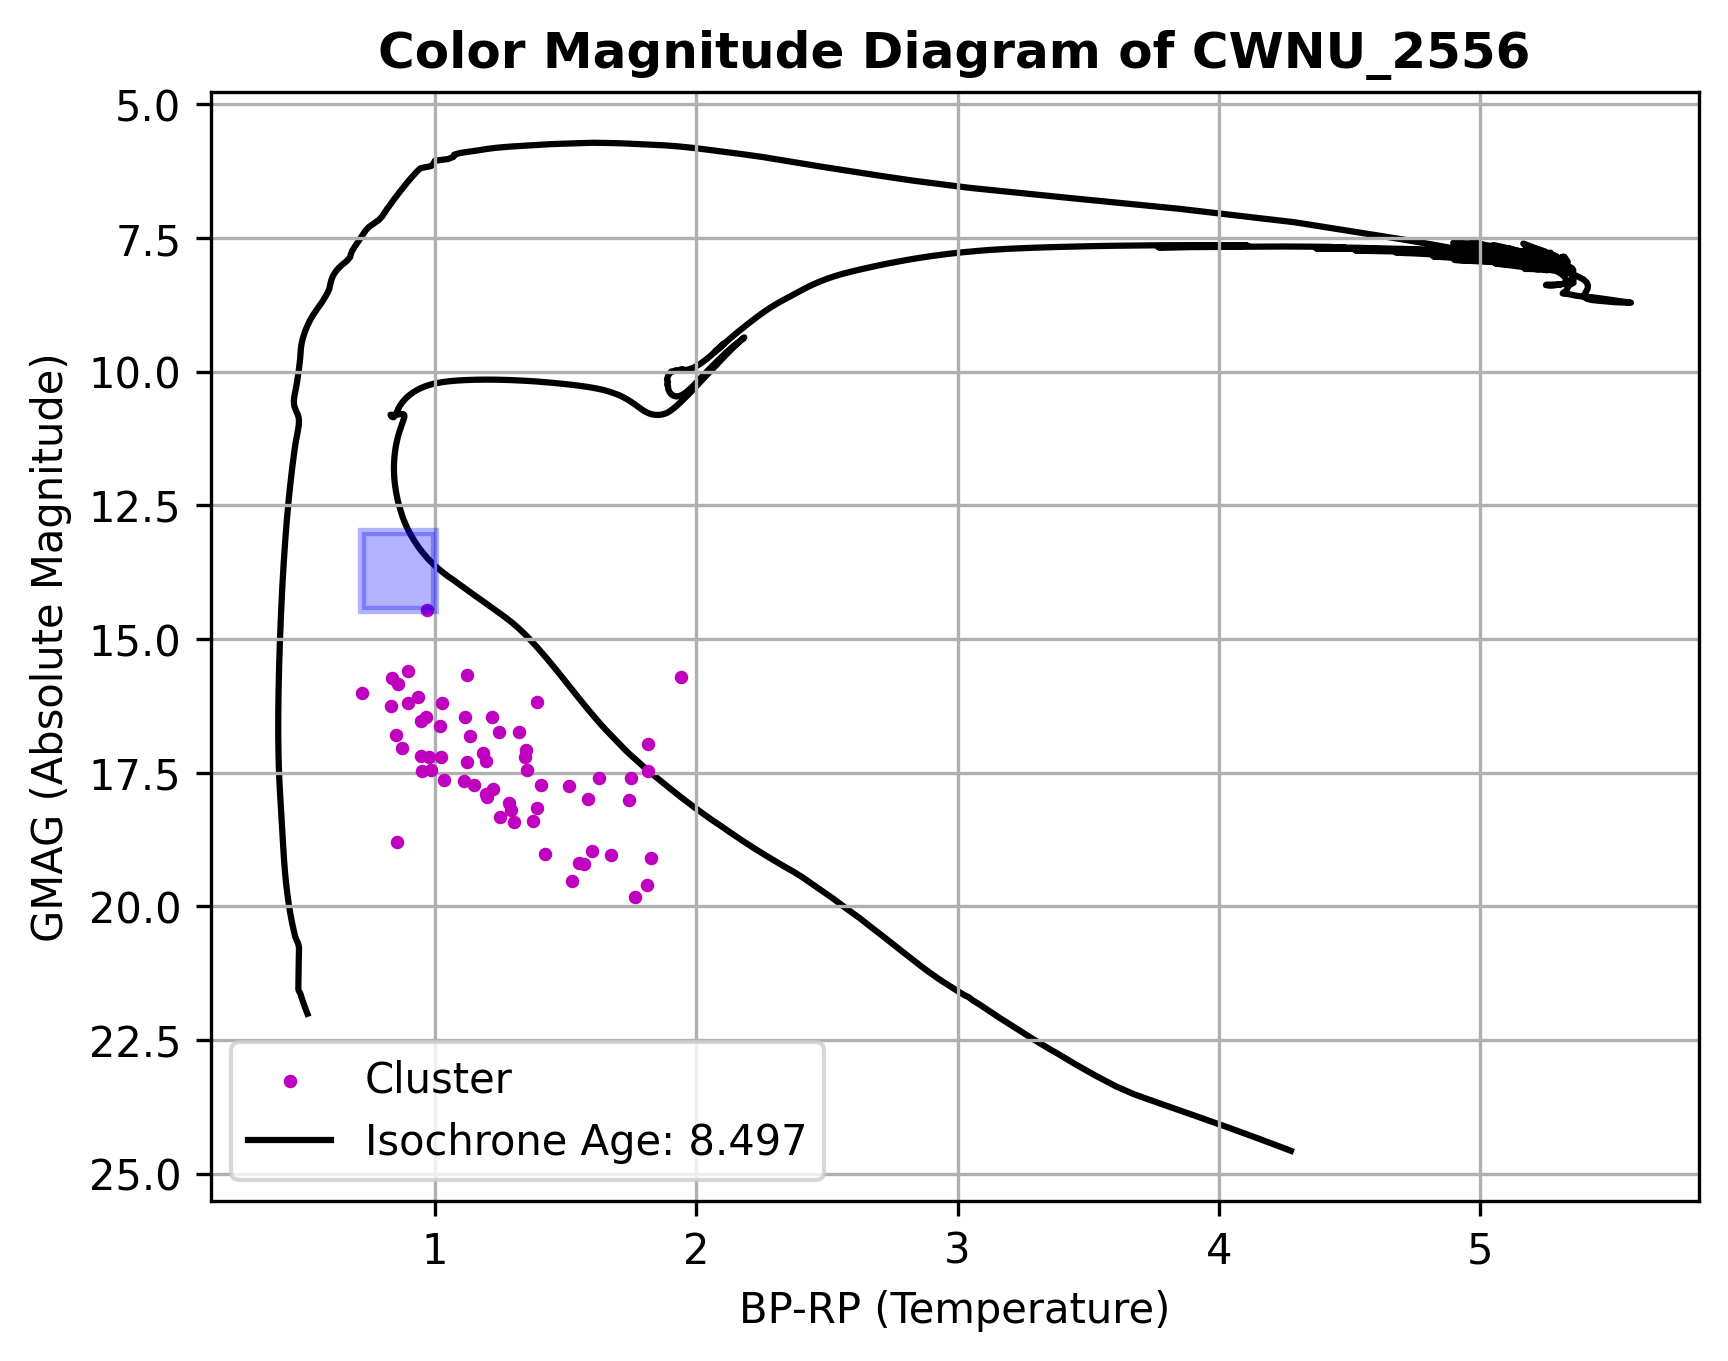 Color Magnitude Diagram of CWNU_2556
GMAG (Absolute Magnitude)
5.0
7.5
10.0
12.5
15.0
17.5
20.0
22.5
25.0
Cluster
Isochrone Age: 8.497
1 2 3 4 5
BP-RP (Temperature)